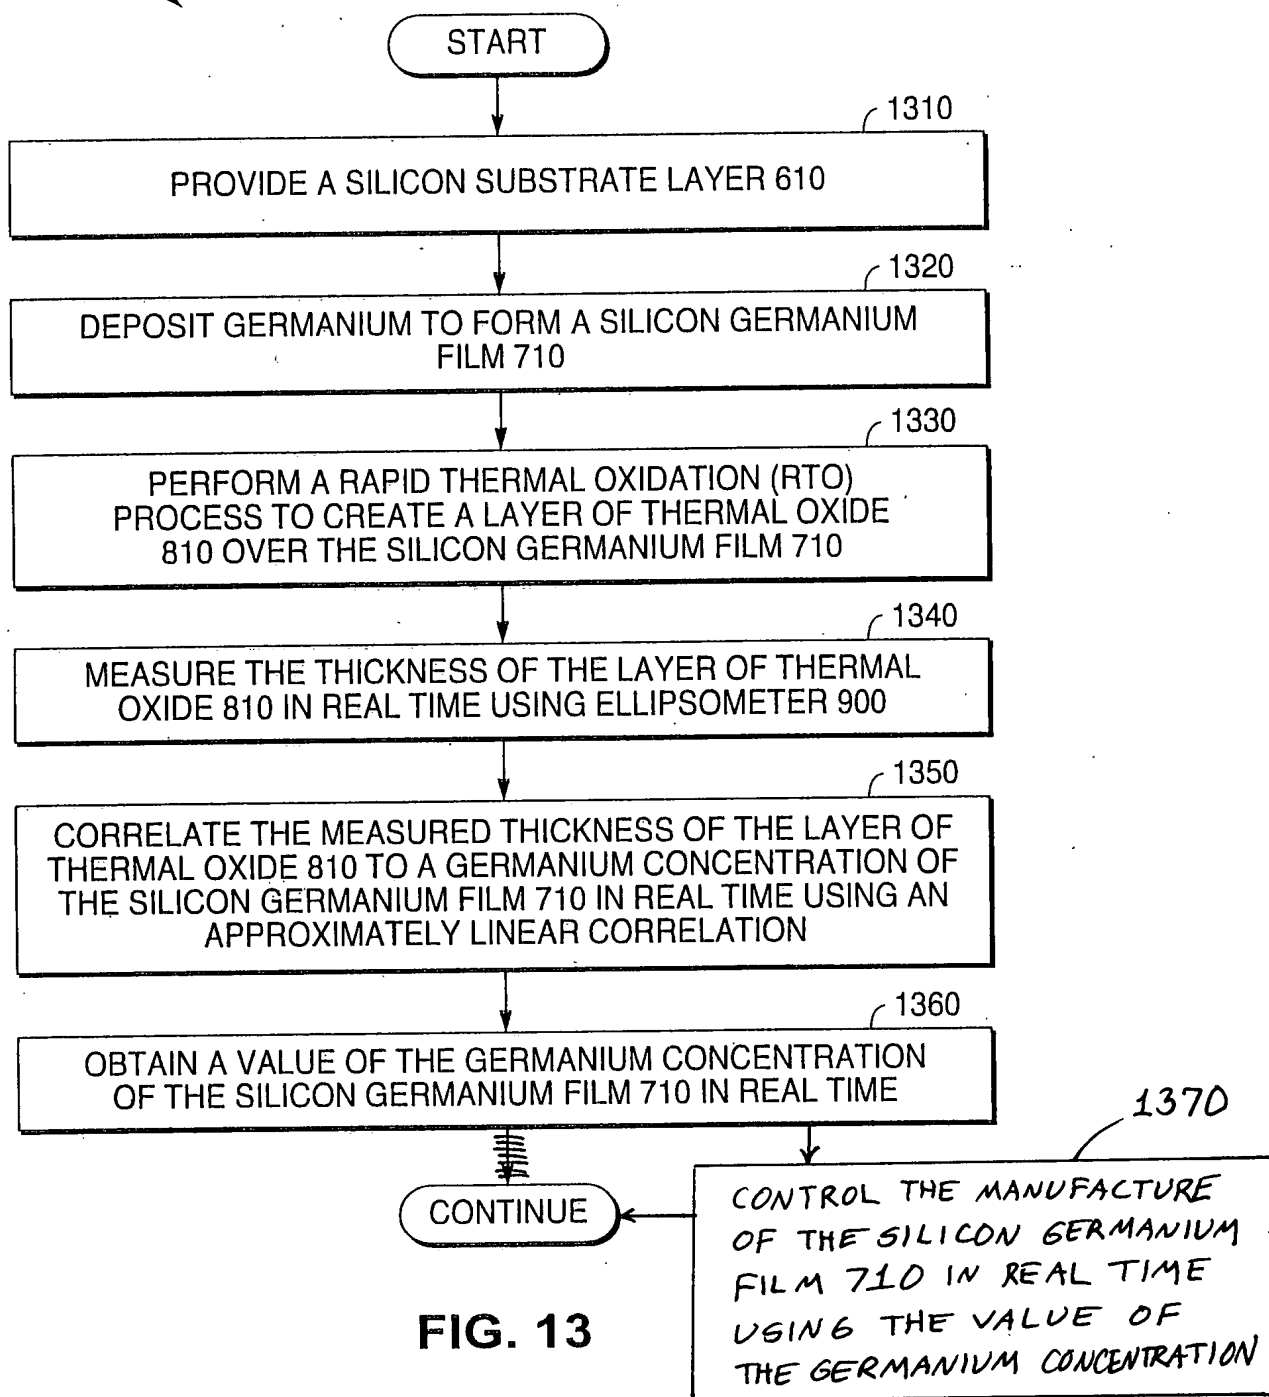 START
1310
PROVIDE A SILICON SUBSTRATE LAYER 610
1320
DEPOSIT GERMANIUM TO FORM A SILICON GERMANIUM
FILM 710
1330
PERFORM A RAPID THERMAL OXIDATION (RTO)
PROCESS TO CREATE A LAYER OF THERMAL OXIDE
810 OVER THE SILICON GERMANIUM FILM 710
1340
MEASURE THE THICKNESS OF THE LAYER OF THERMAL
OXIDE 810 IN REAL TIME USING ELLIPSOMETER 900
1350
CORRELATE THE MEASURED THICKNESS OF THE LAYER OF
THERMAL OXIDE 810 TO A GERMANIUM CONCENTRATION OF
THE SILICON GERMANIUM FILM 710 IN REAL TIME USING AN
APPROXIMATELY LINEAR CORRELATION
1360
OBTAIN A VALUE OF THE GERMANIUM CONCENTRATION
OF THE SILICON GERMANIUM FILM 710 IN REAL TIME
1370
CONTROL THE MANUFACTURE
OF THE SILICON GERMANIUM
FILM 710 IN REAL TIME
USING THE VALUE OF
THE GERMANIUM CONCENTRATION
CONTINUE
FIG. 13